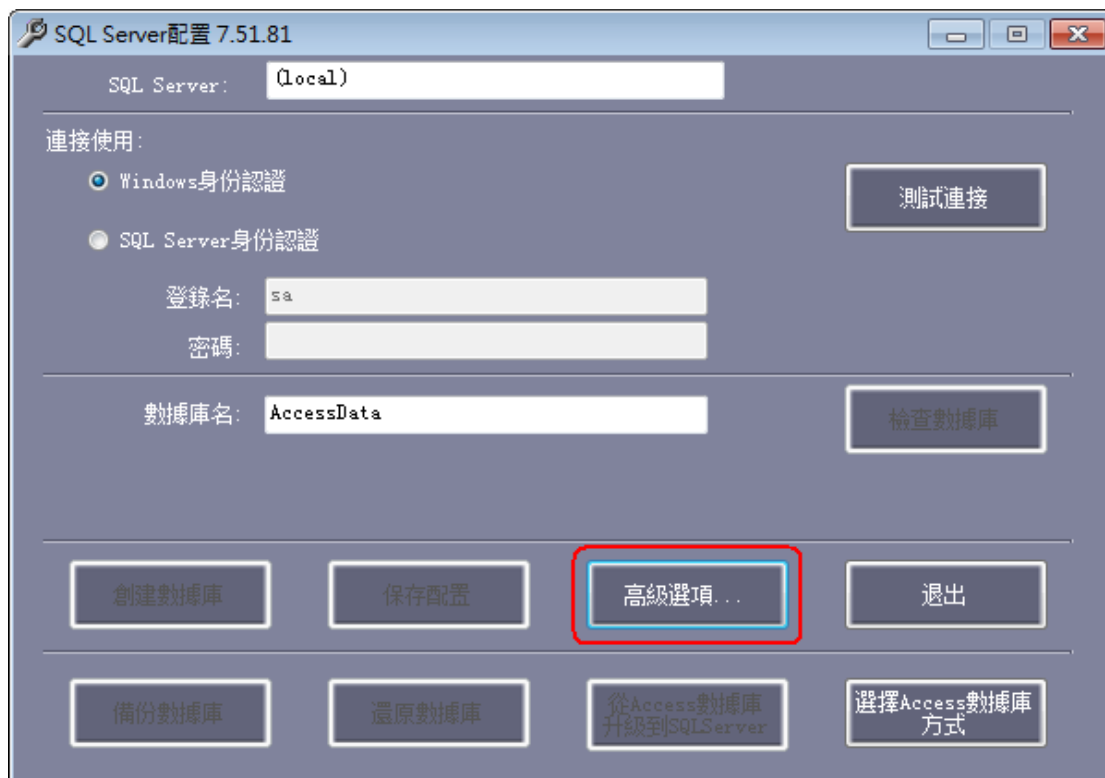 SQL Server配置 7.51.81
SQL Server:
(local)
連接使用:
Windows身份認證
測試連接
SQL Server身份認證
登錄名:
sa
密碼:
數據庫名:
AccessData
檢查數據庫
創建數據庫
保存配置
高級選項...
退出
備份數據庫
還原數據庫
從Access數據庫
升級到SQLServer
選擇Access數據庫
方式